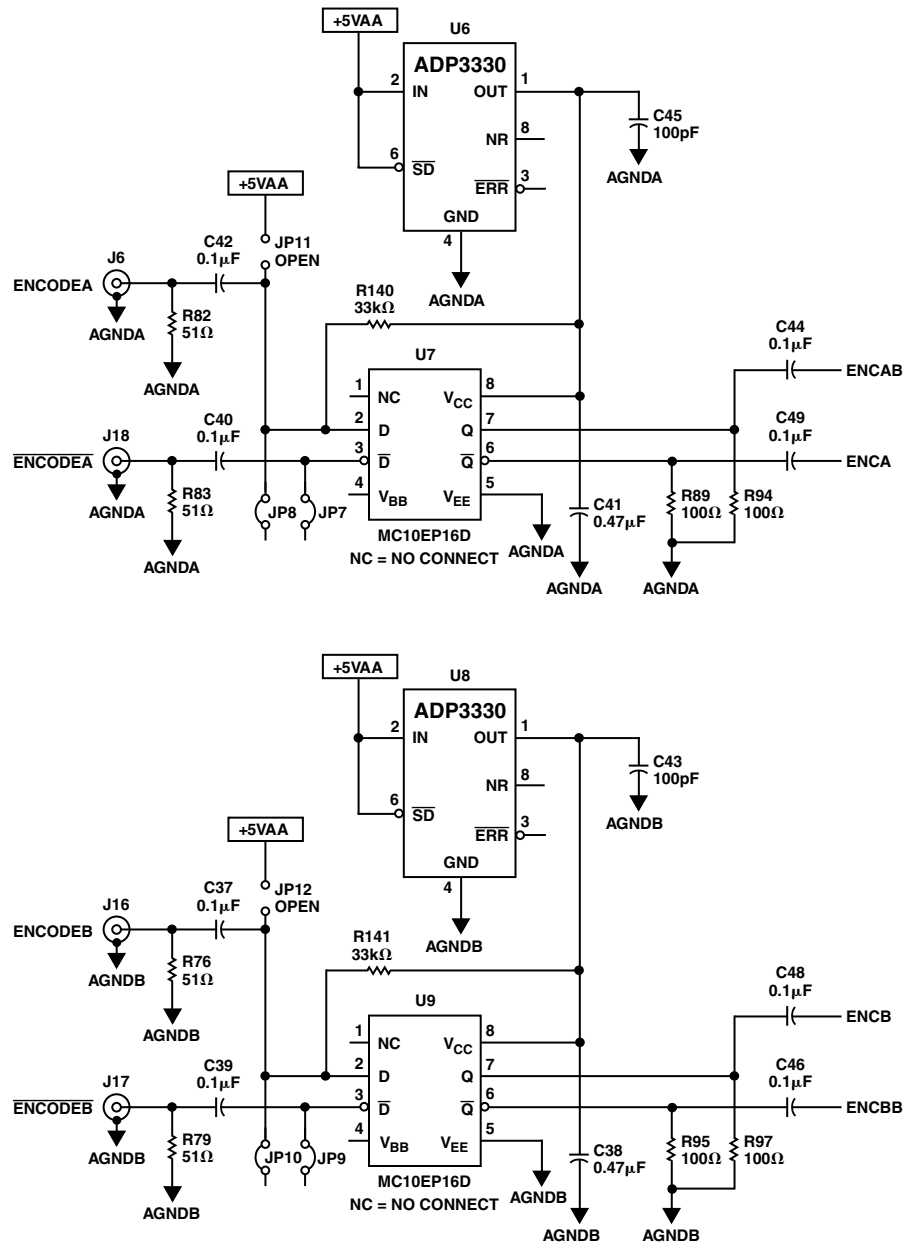 +5VAA
U6
ADP3330
2
IN
OUT
1
C45
100pF
AGNDA
NR
8
6
SD
ERR
3
GND
4
AGNDA
+5VAA
JP11
OPEN
C42
0.1μF
J6
ENCODEA
AGNDA
R82
51Ω
AGNDA
R140
33kΩ
U7
1
NC
VCC
8
2
D
Q
7
3
D
Q
6
4
VBB
VEE
5
MC10EP16D
NC = NO CONNECT
C40
0.1μF
J18
ENCODEA
AGNDA
R83
51Ω
AGNDA
JP8
JP7
AGNDA
C41
0.47μF
AGNDA
C44
0.1μF
ENCAB
C49
0.1μF
ENCA
R89
100Ω
R94
100Ω
AGNDA
+5VAA
U8
ADP3330
2
IN
OUT
1
C43
100pF
AGNDB
NR
8
6
SD
ERR
3
GND
4
AGNDB
+5VAA
JP12
OPEN
C37
0.1μF
J16
ENCODEB
AGNDB
R76
51Ω
AGNDB
R141
33kΩ
U9
1
NC
VCC
8
2
D
Q
7
3
D
Q
6
4
VBB
VEE
5
MC10EP16D
NC = NO CONNECT
C39
0.1μF
J17
ENCODEB
AGNDB
R79
51Ω
AGNDB
JP10
JP9
AGNDB
C38
0.47μF
AGNDB
C48
0.1μF
ENCB
C46
0.1μF
ENCBB
R95
100Ω
R97
100Ω
AGNDB